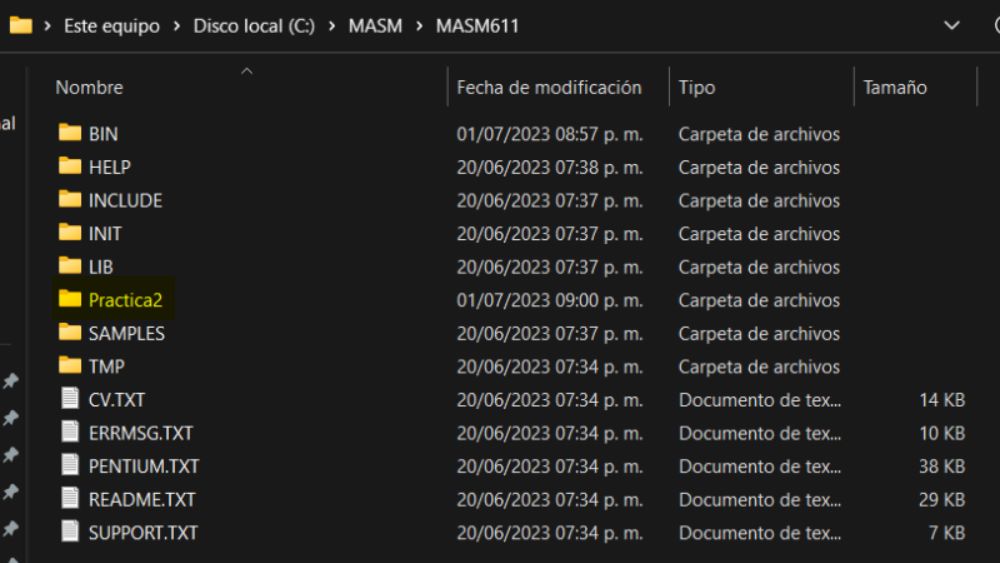 Este equipo > Disco local (C:) > MASM > MASM611
Nombre Fecha de modificación Tipo Tamaño
al
BIN 01/07/2023 08:57 p. m. Carpeta de archivos
HELP 20/06/2023 07:38 p. m. Carpeta de archivos
INCLUDE 20/06/2023 07:37 p. m. Carpeta de archivos
INIT 20/06/2023 07:37 p. m. Carpeta de archivos
LIB 20/06/2023 07:37 p. m. Carpeta de archivos
Practica2 01/07/2023 09:00 p. m. Carpeta de archivos
SAMPLES 20/06/2023 07:37 p. m. Carpeta de archivos
TMP 20/06/2023 07:34 p. m. Carpeta de archivos
CV.TXT 20/06/2023 07:34 p. m. Documento de tex... 14 KB
ERRMSG.TXT 20/06/2023 07:34 p. m. Documento de tex... 10 KB
PENTIUM.TXT 20/06/2023 07:34 p. m. Documento de tex... 38 KB
README.TXT 20/06/2023 07:34 p. m. Documento de tex... 29 KB
SUPPORT.TXT 20/06/2023 07:34 p. m. Documento de tex... 7 KB